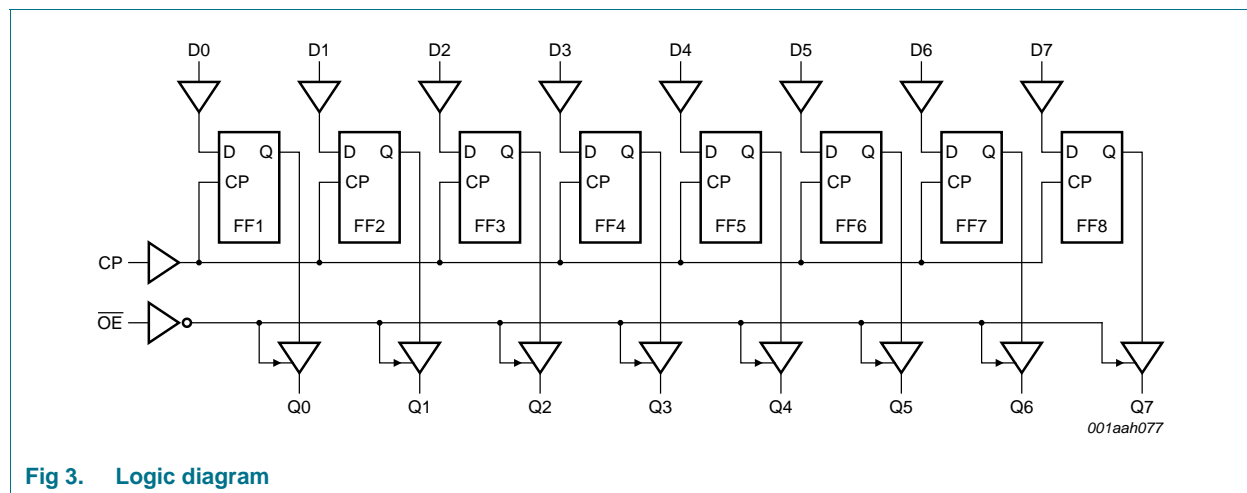 D0 D1 D2 D3 D4 D5 D6 D7
D Q D Q D Q D Q D Q D Q D Q D Q
CP CP CP CP CP CP CP CP
FF1 FF2 FF3 FF4 FF5 FF6 FF7 FF8
CP
OE
Q0 Q1 Q2 Q3 Q4 Q5 Q6 Q7
001aah077
Fig 3. Logic diagram